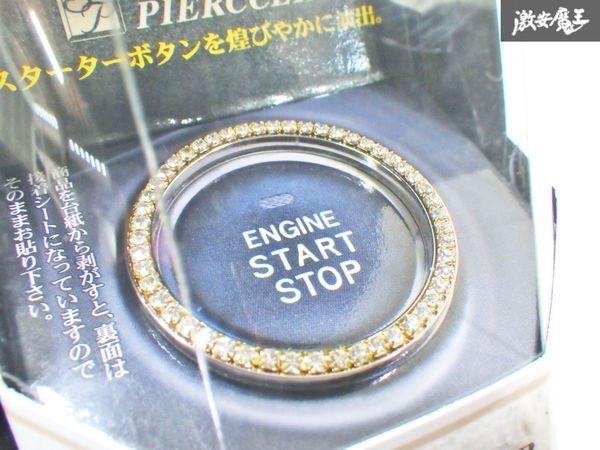 激安魔王
スターターボタンを煌びやかに演出。
ENGINE
START
STOP
商品を台紙から剥がすと、裏面は
接着シートになっていますので
そのままお貼り下さい。